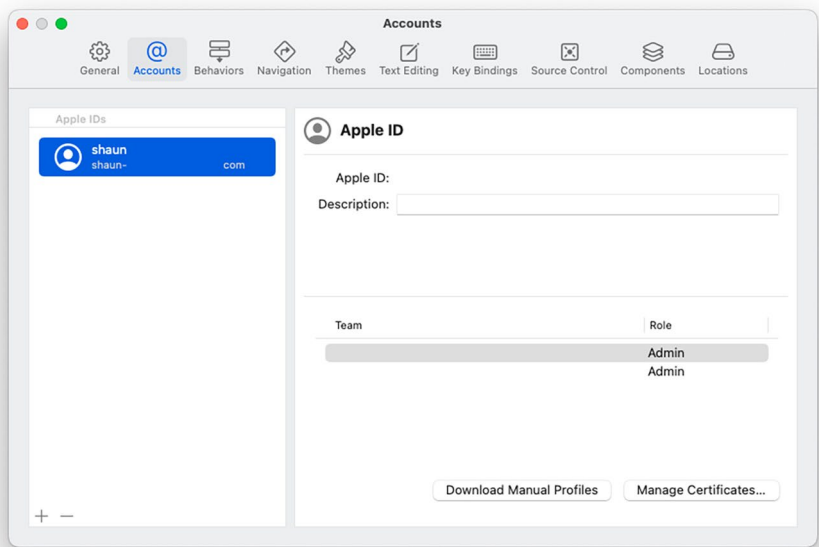 Accounts
General Accounts Behaviors Navigation Themes Text Editing Key Bindings Source Control Components Locations
Apple IDs
shaun
shaun- com
Apple ID
Apple ID:
Description:
Team Role
Admin
Admin
Download Manual Profiles Manage Certificates...